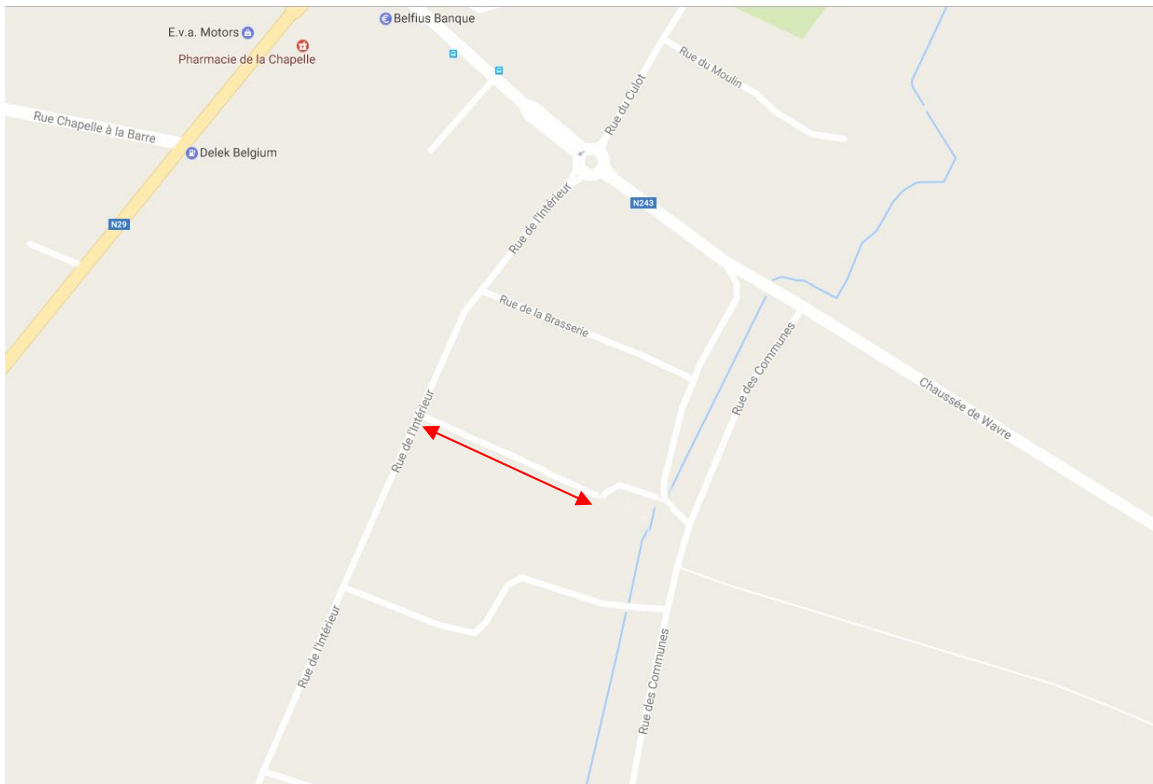 Belfius Banque
E.v.a. Motors
Pharmacie de la Chapelle
Rue du Moulin
Rue du Culot
Rue Chapelle à la Barre
Delek Belgium
N29
N243
Rue de l'Intérieur
Rue de la Brasserie
Rue des Communes
Chaussée de Wavre
Rue de l'Intérieur
Rue de l'Intérieur
Rue des Communes